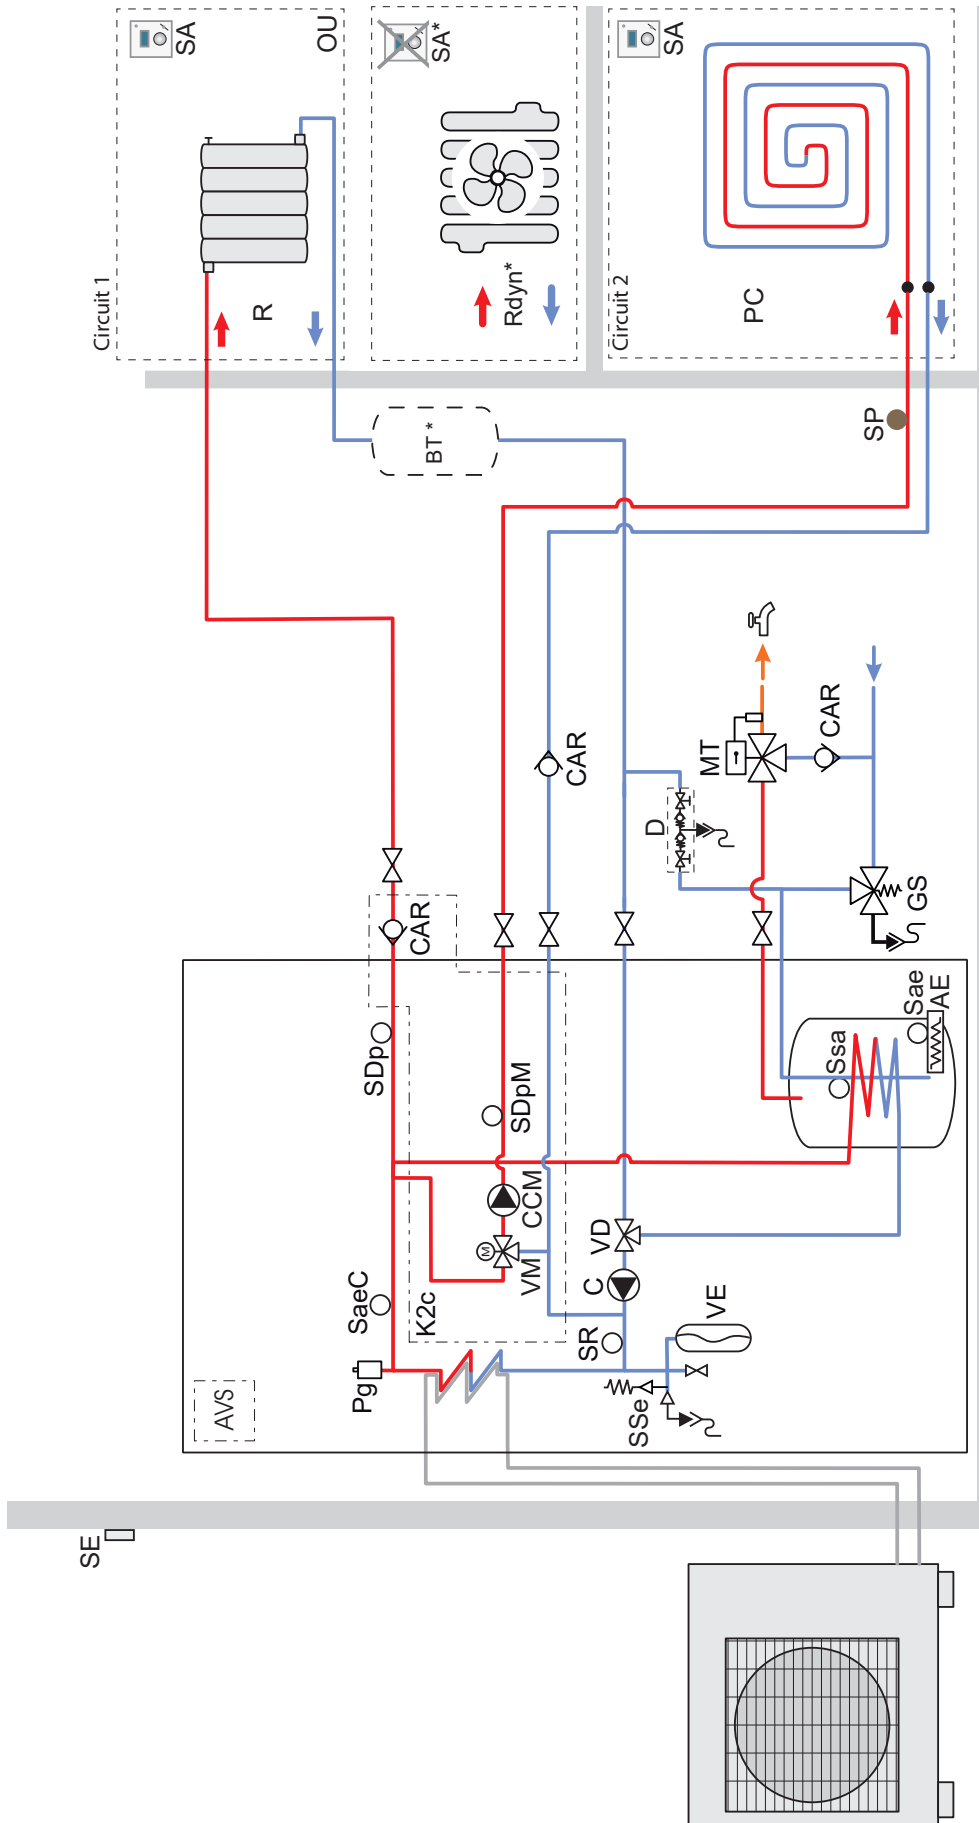 SE
AVS
Pg
SaeC
SDp
K2c
CAR
VM
M
CCM
SDpM
SSe
SR
C
VD
VE
Ssa
Sae
AE
GS
D
MT
CAR
CAR
BT *
SP
Circuit 1
R
SA
OU
Rdyn*
SA*
Circuit 2
PC
SA